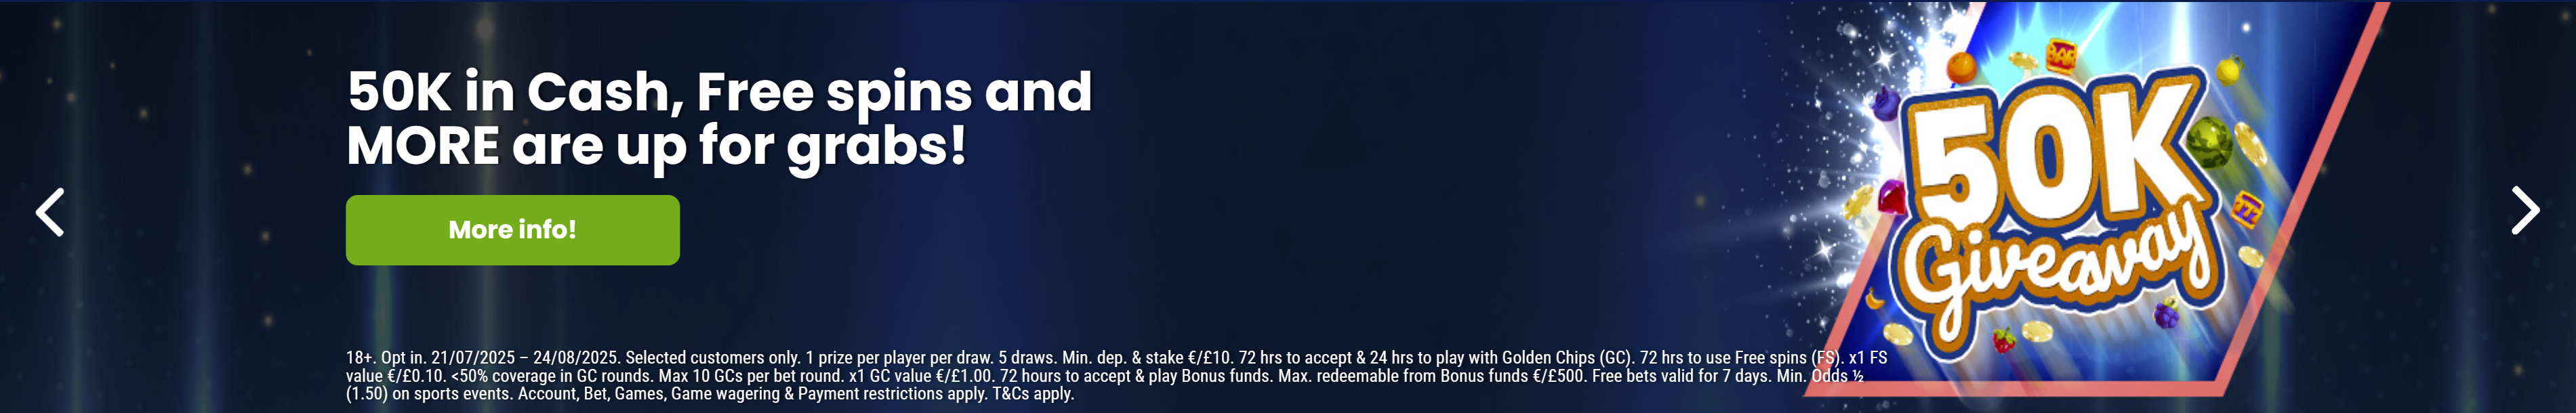 50K in Cash, Free spins and
MORE are up for grabs!
More info!
50K
Giveaway
18+. Opt in. 21/07/2025 – 24/08/2025. Selected customers only. 1 prize per player per draw. 5 draws. Min. dep. & stake €/£10. 72 hrs to accept & 24 hrs to play with Golden Chips (GC). 72 hrs to use Free spins (FS). x1 FS
value €/£0.10. <50% coverage in GC rounds. Max 10 GCs per bet round. x1 GC value €/£1.00. 72 hours to accept & play Bonus funds. Max. redeemable from Bonus funds €/£500. Free bets valid for 7 days. Min. Odds ½
(1.50) on sports events. Account, Bet, Games, Game wagering & Payment restrictions apply. T&Cs apply.
BAR
777